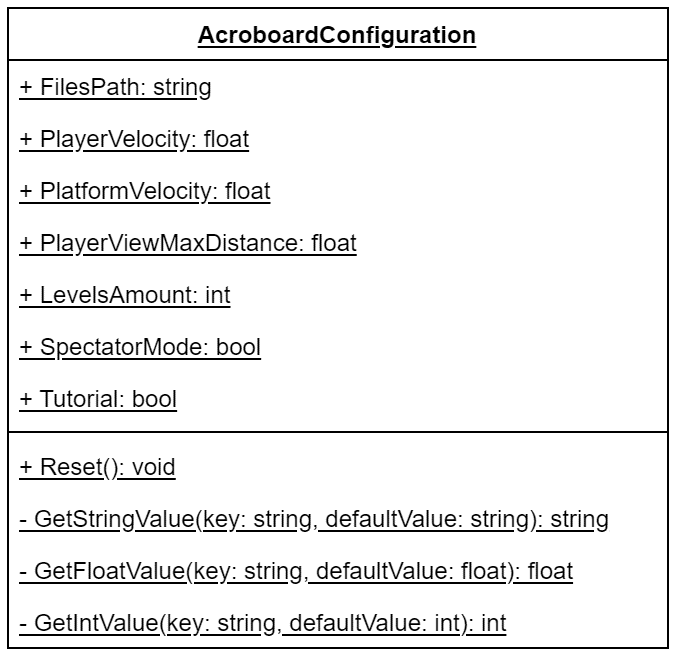 AcroboardConfiguration
+ FilesPath: string
+ PlayerVelocity: float
+ PlatformVelocity: float
+ PlayerViewMaxDistance: float
+ LevelsAmount: int
+ SpectatorMode: bool
+ Tutorial: bool
+ Reset(): void
- GetStringValue(key: string, defaultValue: string): string
- GetFloatValue(key: string, defaultValue: float): float
- GetIntValue(key: string, defaultValue: int): int